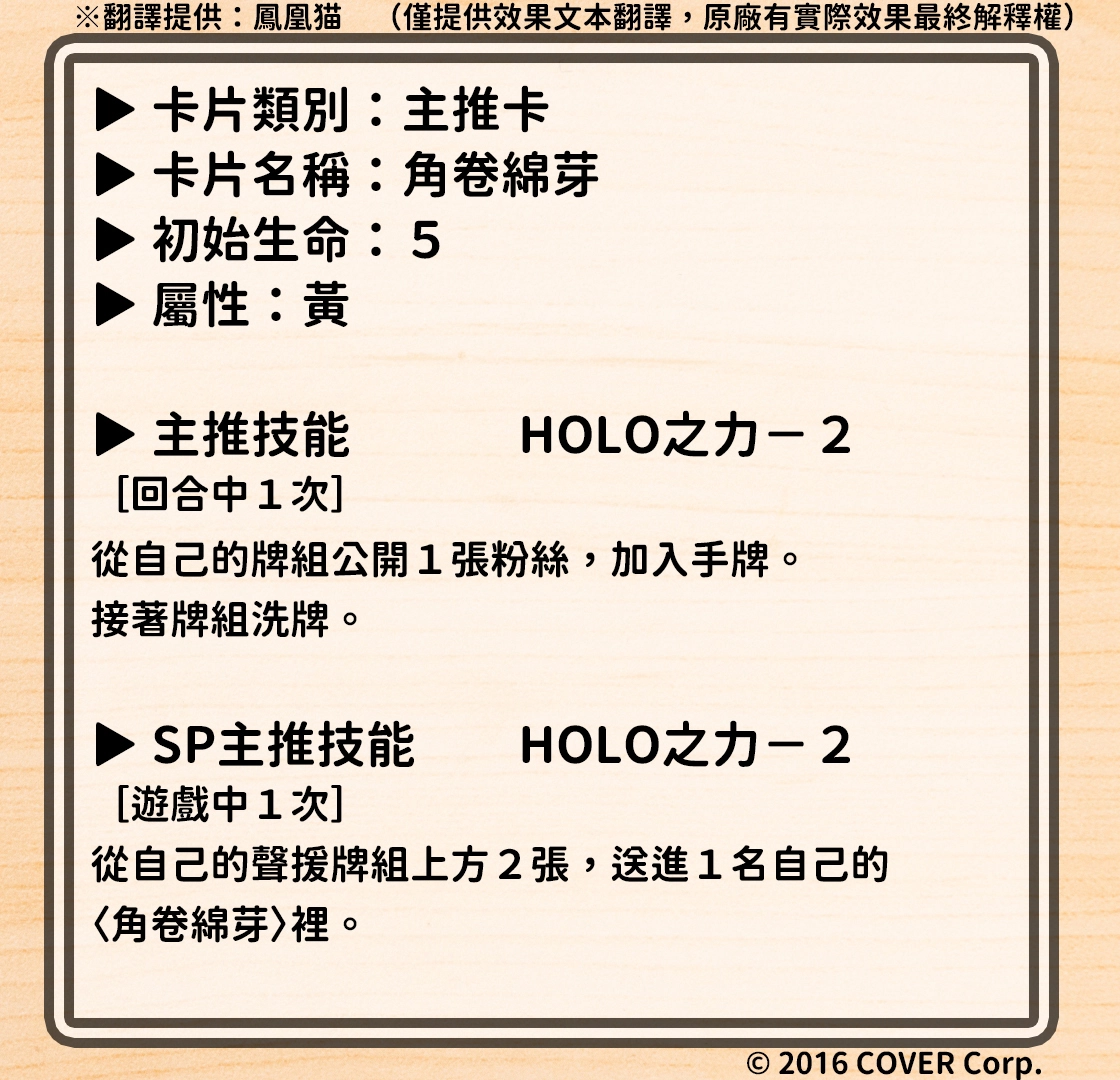 ※翻譯提供：鳳凰猫　（僅提供效果文本翻譯，原廠有實際效果最終解釋權）
▶ 卡片類別：主推卡
▶ 卡片名稱：角卷綿芽
▶ 初始生命：５
▶ 屬性：黃
▶ 主推技能　HOLO之力－２
［回合中１次］
從自己的牌組公開１張粉絲，加入手牌。
接著牌組洗牌。
▶ SP主推技能　HOLO之力－２
［遊戲中１次］
從自己的聲援牌組上方２張，送進１名自己的
〈角卷綿芽〉裡。
© 2016 COVER Corp.